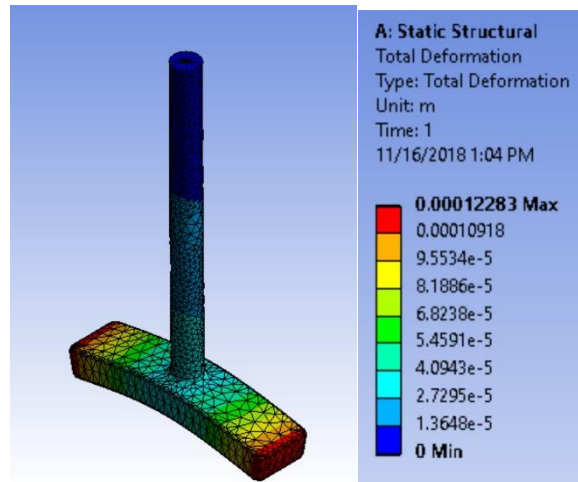 A: Static Structural
Total Deformation
Type: Total Deformation
Unit: m
Time: 1
11/16/2018 1:04 PM
0.00012283 Max
0.00010918
9.5534e-5
8.1886e-5
6.8238e-5
5.4591e-5
4.0943e-5
2.7295e-5
1.3648e-5
0 Min